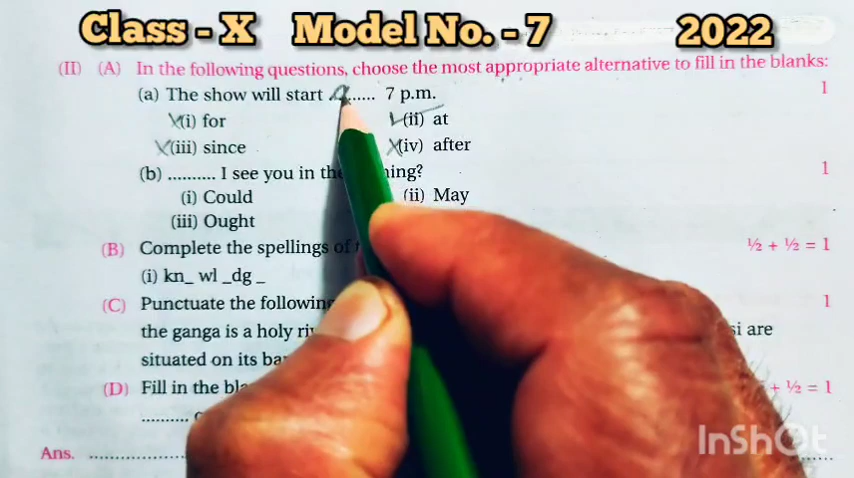 Class - X Model No. - 7 2022
(II) (A) In the following questions, choose the most appropriate alternative to fill in the blanks:
(a) The show will start ........ 7 p.m. 1
(i) for (ii) at
(iii) since (iv) after
(b) .......... I see you in the 1
(i) Could (ii) May
(iii) Ought
(B) Complete the spellings of ½ + ½ = 1
(i) kn_ wl _dg _
(C) Punctuate the following 1
the ganga is a holy are
situated on its
(D) Fill in the + ½ = 1
..........
Ans. ....................
InShOt